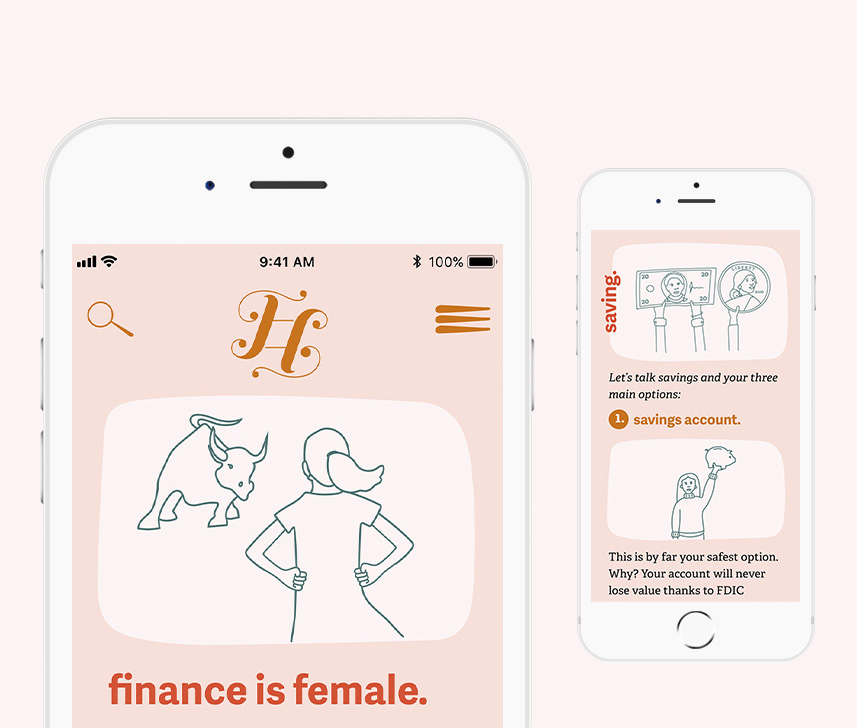 9:41 AM
100%
H
finance is female.
saving.
20
20
20
20
LIBERTY
Let's talk savings and your three
main options:
1. savings account.
This is by far your safest option.
Why? Your account will never
lose value thanks to FDIC